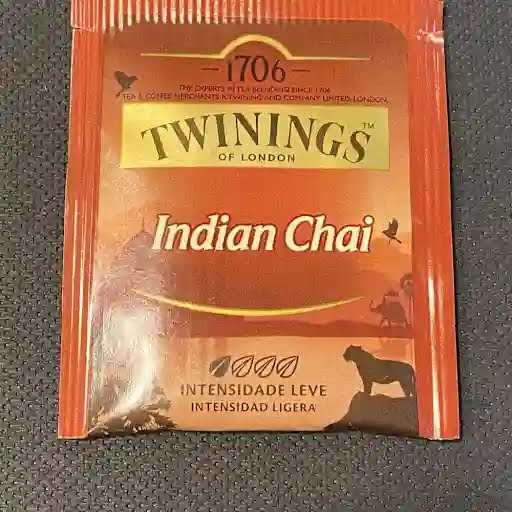 1706
THE EXPERTS IN TEA BLENDING SINCE 1706
TEA & COFFEE MERCHANTS R.TWINING AND COMPANY LIMITED, LONDON,
TWININGS™
OF LONDON
Indian Chai
INTENSIDADE LEVE
INTENSIDAD LIGERA